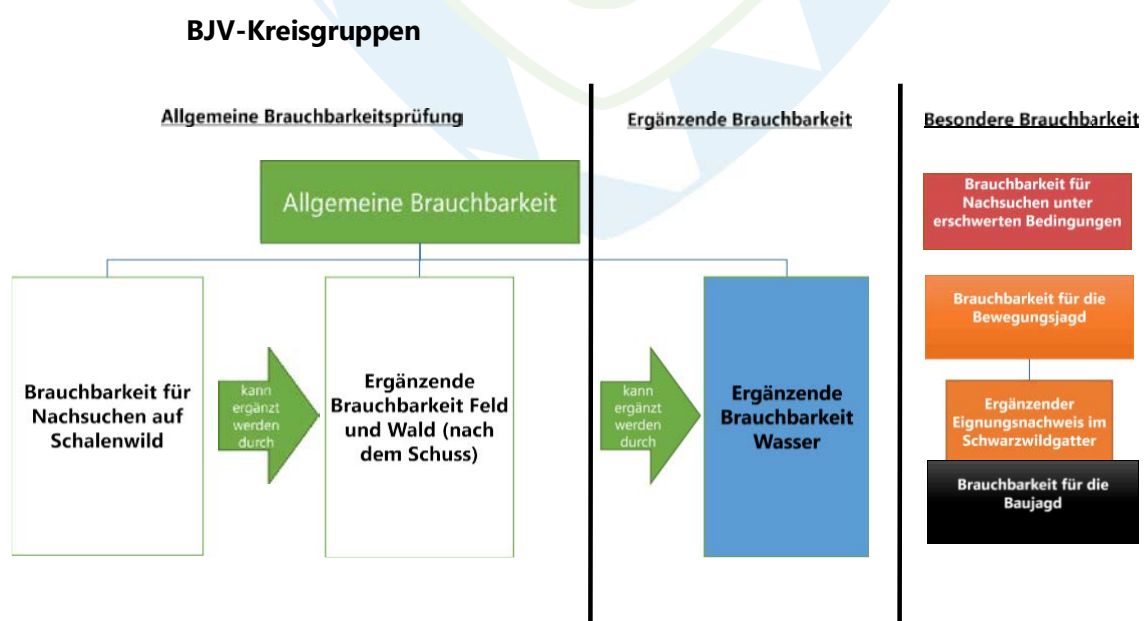 BJV-Kreisgruppen
Allgemeine Brauchbarkeitsprüfung
Allgemeine Brauchbarkeit
Brauchbarkeit für
Nachsuchen auf
Schalenwild
kann
ergänzt
werden
durch
Ergänzende
Brauchbarkeit Feld
und Wald (nach
dem Schuss)
Ergänzende Brauchbarkeit
kann
ergänzt
werden
durch
Ergänzende
Brauchbarkeit
Wasser
Besondere Brauchbarkeit
Brauchbarkeit für
Nachsuchen unter
erschwerten Bedingungen
Brauchbarkeit für die
Bewegungsjagd
Ergänzender
Eignungsnachweis im
Schwarzwildgatter
Brauchbarkeit für die
Baujagd